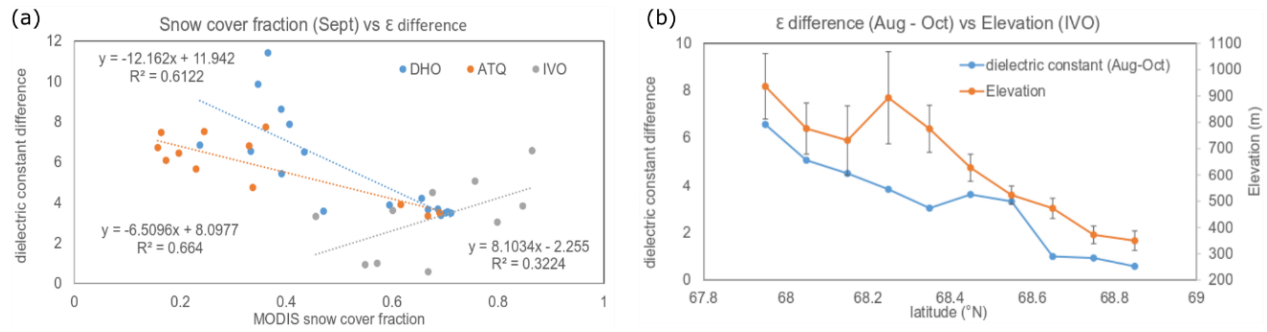 (a)
Snow cover fraction (Sept) vs ε difference
12
10
8
6
4
2
0
dielectric constant difference
y = -12.162x + 11.942
R² = 0.6122
DHO ATQ IVO
y = -6.5096x + 8.0977
R² = 0.664
y = 8.1034x - 2.255
R² = 0.3224
0 0.2 0.4 0.6 0.8 1
MODIS snow cover fraction
(b)
ε difference (Aug - Oct) vs Elevation (IVO)
10
8
6
4
2
0
dielectric constant difference
dielectric constant (Aug-Oct)
Elevation
1100
1000
900
800
700
600
500
400
300
200
Elevation (m)
67.8 68 68.2 68.4 68.6 68.8 69
latitude (°N)